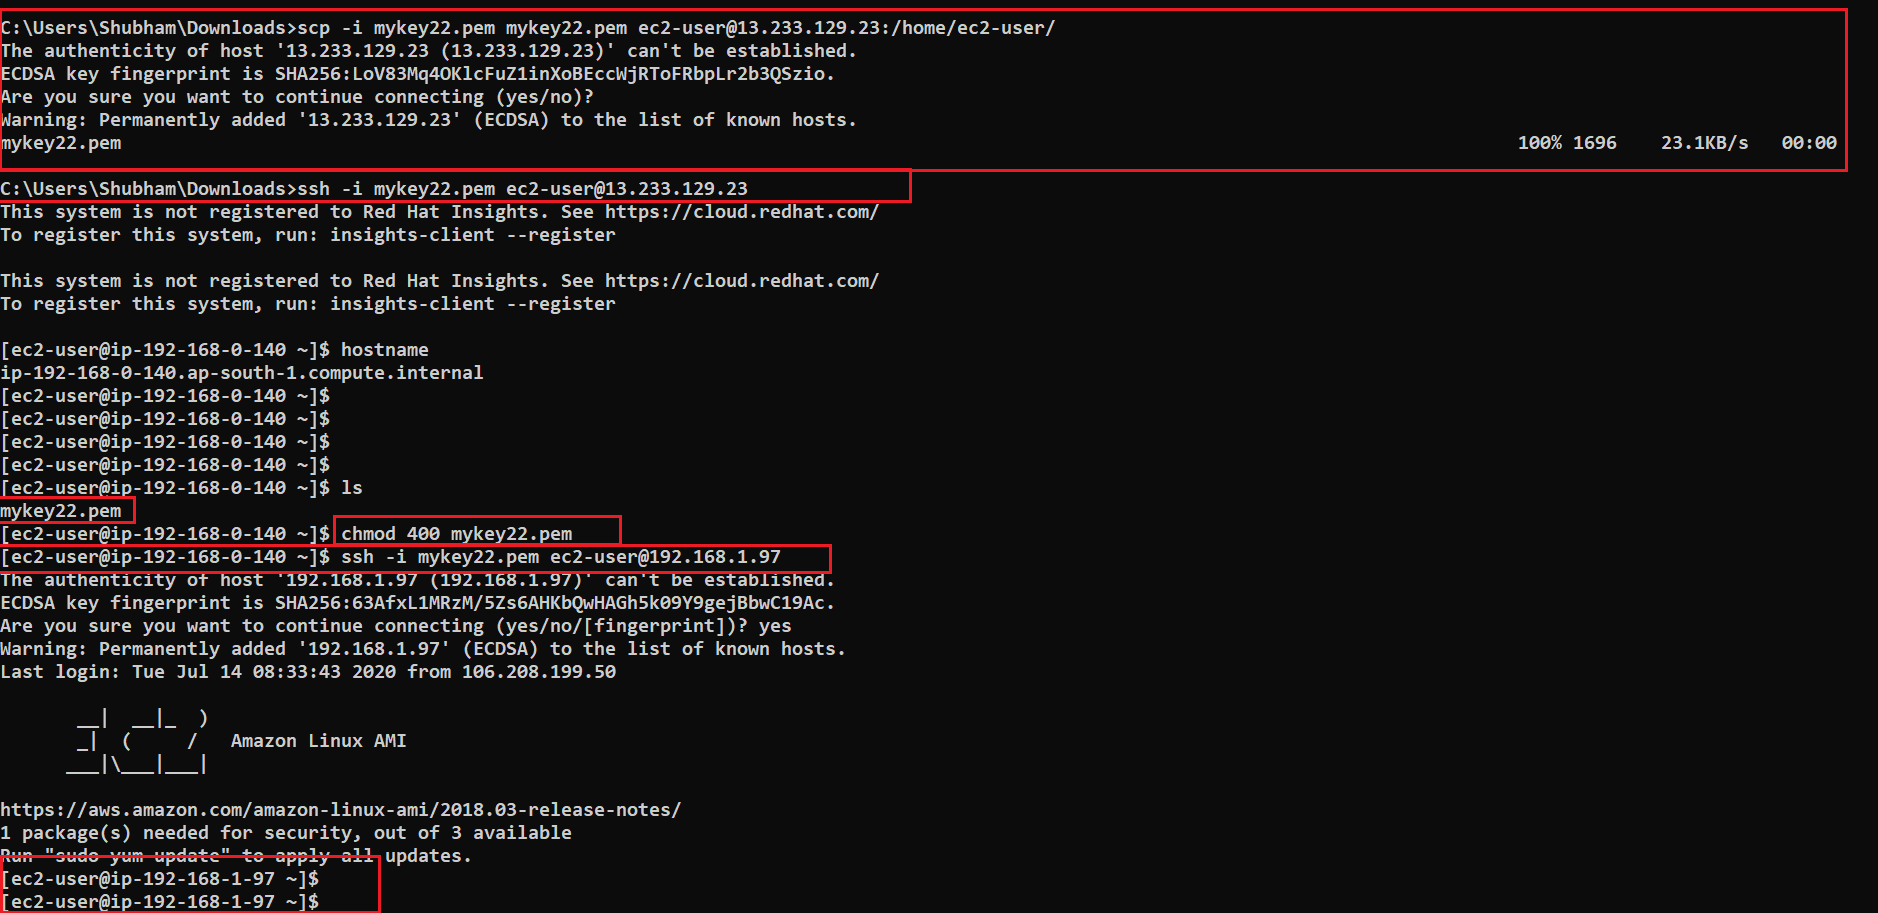 C:\Users\Shubham\Downloads>scp -i mykey22.pem mykey22.pem ec2-user@13.233.129.23:/home/ec2-user/
The authenticity of host '13.233.129.23 (13.233.129.23)' can't be established.
ECDSA key fingerprint is SHA256:LoV83Mq4OKlcFuZ1inXoBEccWjRToFRbpLr2b3QSzio.
Are you sure you want to continue connecting (yes/no)?
Warning: Permanently added '13.233.129.23' (ECDSA) to the list of known hosts.
mykey22.pem 100% 1696 23.1KB/s 00:00
C:\Users\Shubham\Downloads>ssh -i mykey22.pem ec2-user@13.233.129.23
This system is not registered to Red Hat Insights. See https://cloud.redhat.com/
To register this system, run: insights-client --register
This system is not registered to Red Hat Insights. See https://cloud.redhat.com/
To register this system, run: insights-client --register
[ec2-user@ip-192-168-0-140 ~]$ hostname
ip-192-168-0-140.ap-south-1.compute.internal
[ec2-user@ip-192-168-0-140 ~]$
[ec2-user@ip-192-168-0-140 ~]$
[ec2-user@ip-192-168-0-140 ~]$
[ec2-user@ip-192-168-0-140 ~]$
[ec2-user@ip-192-168-0-140 ~]$ ls
mykey22.pem
[ec2-user@ip-192-168-0-140 ~]$ chmod 400 mykey22.pem
[ec2-user@ip-192-168-0-140 ~]$ ssh -i mykey22.pem ec2-user@192.168.1.97
The authenticity of host '192.168.1.97 (192.168.1.97)' can't be established.
ECDSA key fingerprint is SHA256:63AfxL1MRzM/5Zs6AHKbQwHAGh5k09Y9gejBbwC19Ac.
Are you sure you want to continue connecting (yes/no/[fingerprint])? yes
Warning: Permanently added '192.168.1.97' (ECDSA) to the list of known hosts.
Last login: Tue Jul 14 08:33:43 2020 from 106.208.199.50
__|  __|_  )
_|  (     /   Amazon Linux AMI
___|\___|___|
https://aws.amazon.com/amazon-linux-ami/2018.03-release-notes/
1 package(s) needed for security, out of 3 available
Run "sudo yum update" to apply all updates.
[ec2-user@ip-192-168-1-97 ~]$
[ec2-user@ip-192-168-1-97 ~]$